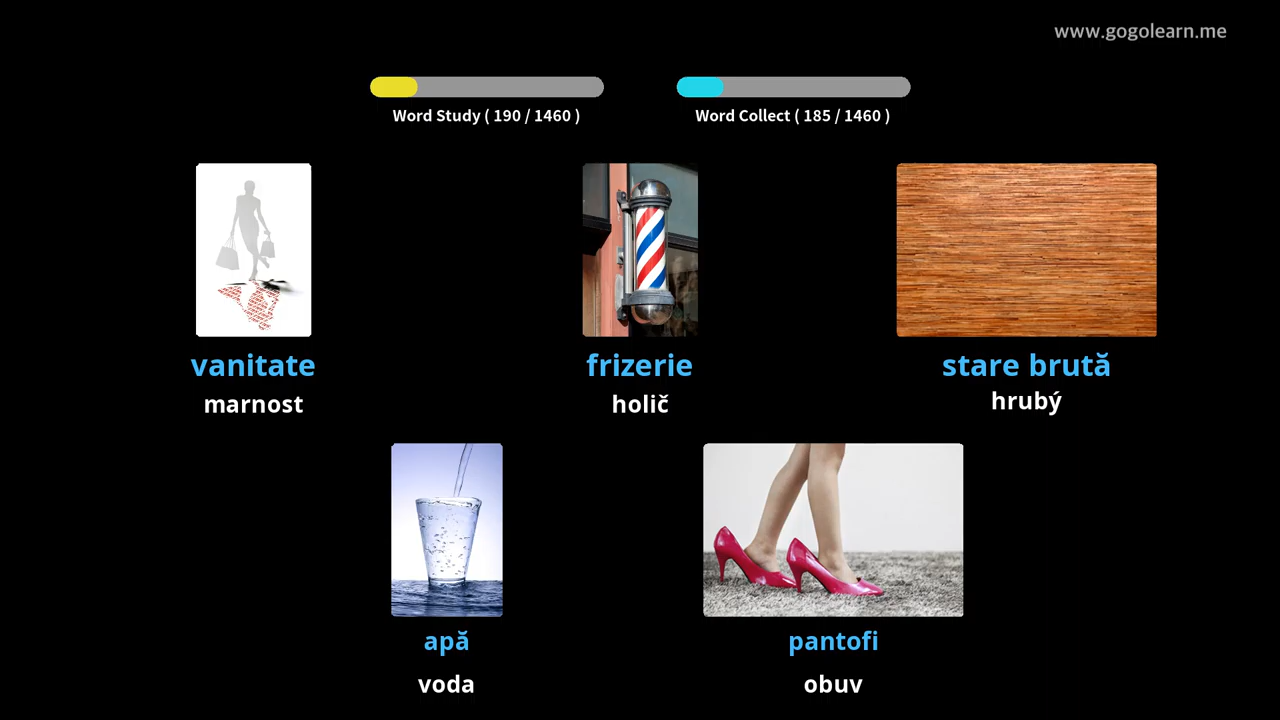 www.gogolearn.me
Word Study ( 190 / 1460 )
Word Collect ( 185 / 1460 )
vanitate
marnost
frizerie
holič
stare brută
hrubý
apă
voda
pantofi
obuv